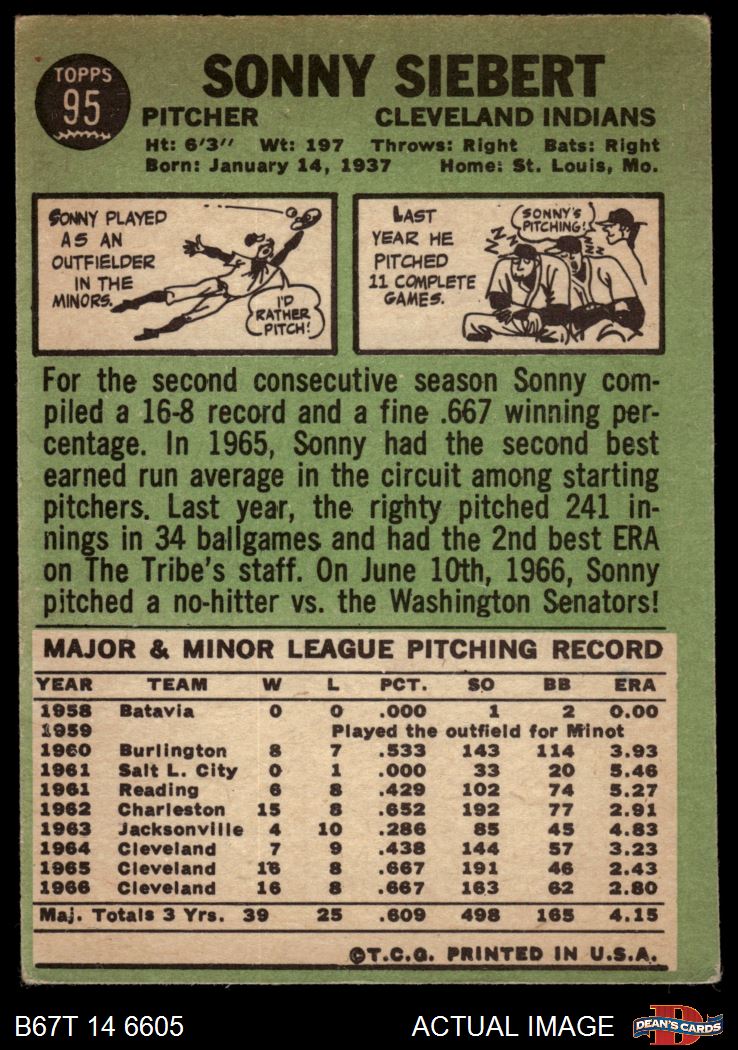 TOPPS
95
SONNY SIEBERT
PITCHER CLEVELAND INDIANS
Ht: 6'3" Wt: 197 Throws: Right Bats: Right
Born: January 14, 1937 Home: St. Louis, Mo.
SONNY PLAYED
AS AN
OUTFIELDER
IN THE
MINORS.
I'D
RATHER
PITCH!
LAST
YEAR HE
PITCHED
11 COMPLETE
GAMES.
SONNY'S
PITCHING!
Z Z Z Z Z
For the second consecutive season Sonny com-
piled a 16-8 record and a fine .667 winning per-
centage. In 1965, Sonny had the second best
earned run average in the circuit among starting
pitchers. Last year, the righty pitched 241 in-
nings in 34 ballgames and had the 2nd best ERA
on The Tribe's staff. On June 10th, 1966, Sonny
pitched a no-hitter vs. the Washington Senators!
MAJOR & MINOR LEAGUE PITCHING RECORD
YEAR TEAM W L PCT. SO BB ERA
1958 Batavia 0 0 .000 1 2 0.00
1959 Played the outfield for Minot
1960 Burlington 8 7 .533 143 114 3.93
1961 Salt L. City 0 1 .000 33 20 5.46
1961 Reading 6 8 .429 102 74 5.27
1962 Charleston 15 8 .652 192 77 2.91
1963 Jacksonville 4 10 .286 85 45 4.83
1964 Cleveland 7 9 .438 144 57 3.23
1965 Cleveland 16 8 .667 191 46 2.43
1966 Cleveland 16 8 .667 163 62 2.80
Maj. Totals 3 Yrs. 39 25 .609 498 165 4.15
©T.C.G. PRINTED IN U.S.A.
B67T 14 6605 ACTUAL IMAGE D DEAN'S CARDS